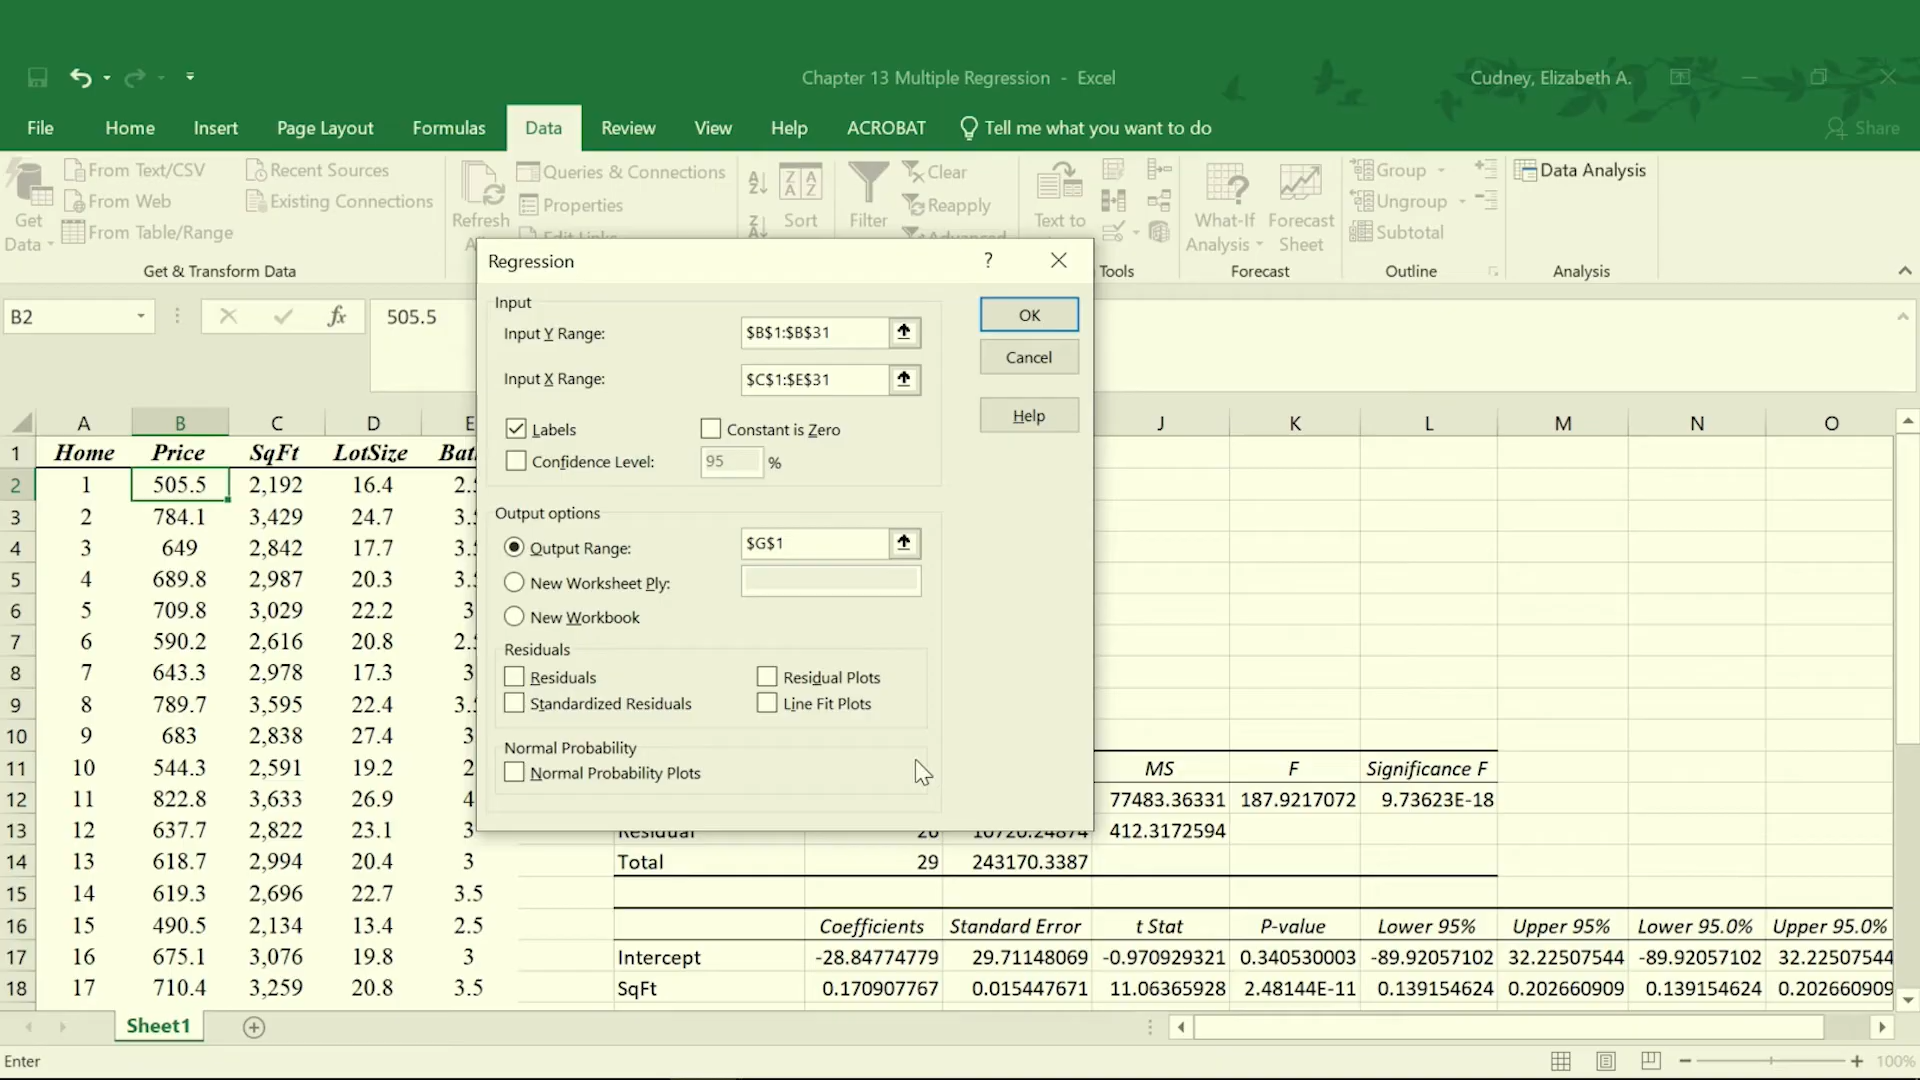 Chapter 13 Multiple Regression - Excel
Cudney, Elizabeth A.
File Home Insert Page Layout Formulas Data Review View Help ACROBAT Tell me what you want to do Share
Get Data
From Text/CSV
From Web
From Table/Range
Recent Sources
Existing Connections
Get & Transform Data
Refresh
Queries & Connections
Properties
Edit Links
Sort
Filter
Clear
Reapply
Advanced
Text to
Tools
What-If Analysis
Forecast Sheet
Forecast
Group
Ungroup
Subtotal
Outline
Data Analysis
Analysis
B2 fx 505.5
Regression ?
Input
Input Y Range: $B$1:$B$31
Input X Range: $C$1:$E$31
Labels Constant is Zero
Confidence Level: 95 %
Output options
Output Range: $G$1
New Worksheet Ply:
New Workbook
Residuals
Residuals Residual Plots
Standardized Residuals Line Fit Plots
Normal Probability
Normal Probability Plots
OK
Cancel
Help
A B C D E J K L M N O
1 Home Price SqFt LotSize
2 1 505.5 2,192 16.4
3 2 784.1 3,429 24.7
4 3 649 2,842 17.7
5 4 689.8 2,987 20.3
6 5 709.8 3,029 22.2 3
7 6 590.2 2,616 20.8
8 7 643.3 2,978 17.3 3
9 8 789.7 3,595 22.4
10 9 683 2,838 27.4 3
11 10 544.3 2,591 19.2 2 MS F Significance F
12 11 822.8 3,633 26.9 4 77483.36331 187.9217072 9.73623E-18
13 12 637.7 2,822 23.1 3 Residual 26 10720.24874 412.3172594
14 13 618.7 2,994 20.4 3 Total 29 243170.3387
15 14 619.3 2,696 22.7 3.5
16 15 490.5 2,134 13.4 2.5 Coefficients Standard Error t Stat P-value Lower 95% Upper 95% Lower 95.0% Upper 95.0%
17 16 675.1 3,076 19.8 3 Intercept -28.84774779 29.71148069 -0.970929321 0.340530003 -89.92057102 32.22507544 -89.92057102 32.22507544
18 17 710.4 3,259 20.8 3.5 SqFt 0.170907767 0.015447671 11.06365928 2.48144E-11 0.139154624 0.202660909 0.139154624 0.202660909
Sheet1
Enter 100%